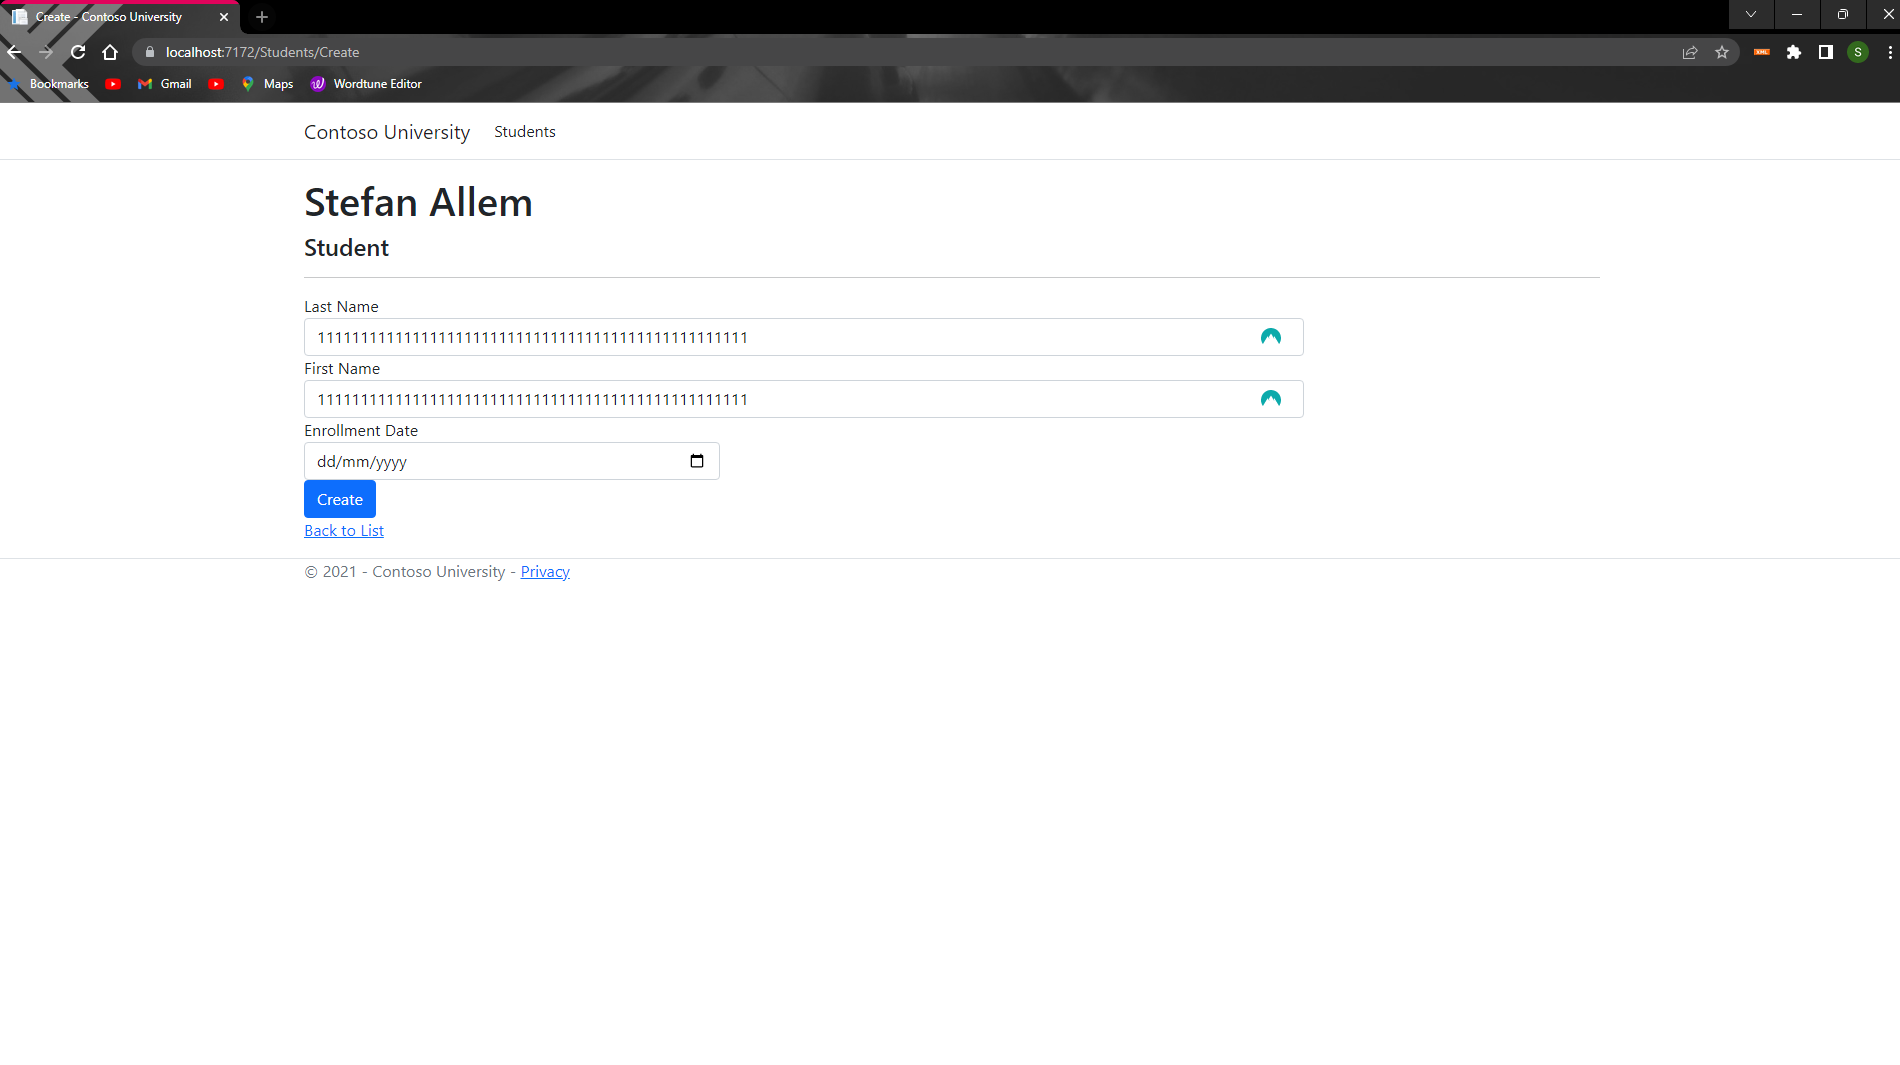 Create - Contoso University
localhost:7172/Students/Create
XML
S
Bookmarks Gmail Maps Wordtune Editor
Contoso University Students
Stefan Allem
Student
Last Name
11111111111111111111111111111111111111111111111111
First Name
11111111111111111111111111111111111111111111111111
Enrollment Date
dd/mm/yyyy
Create
Back to List
© 2021 - Contoso University - Privacy